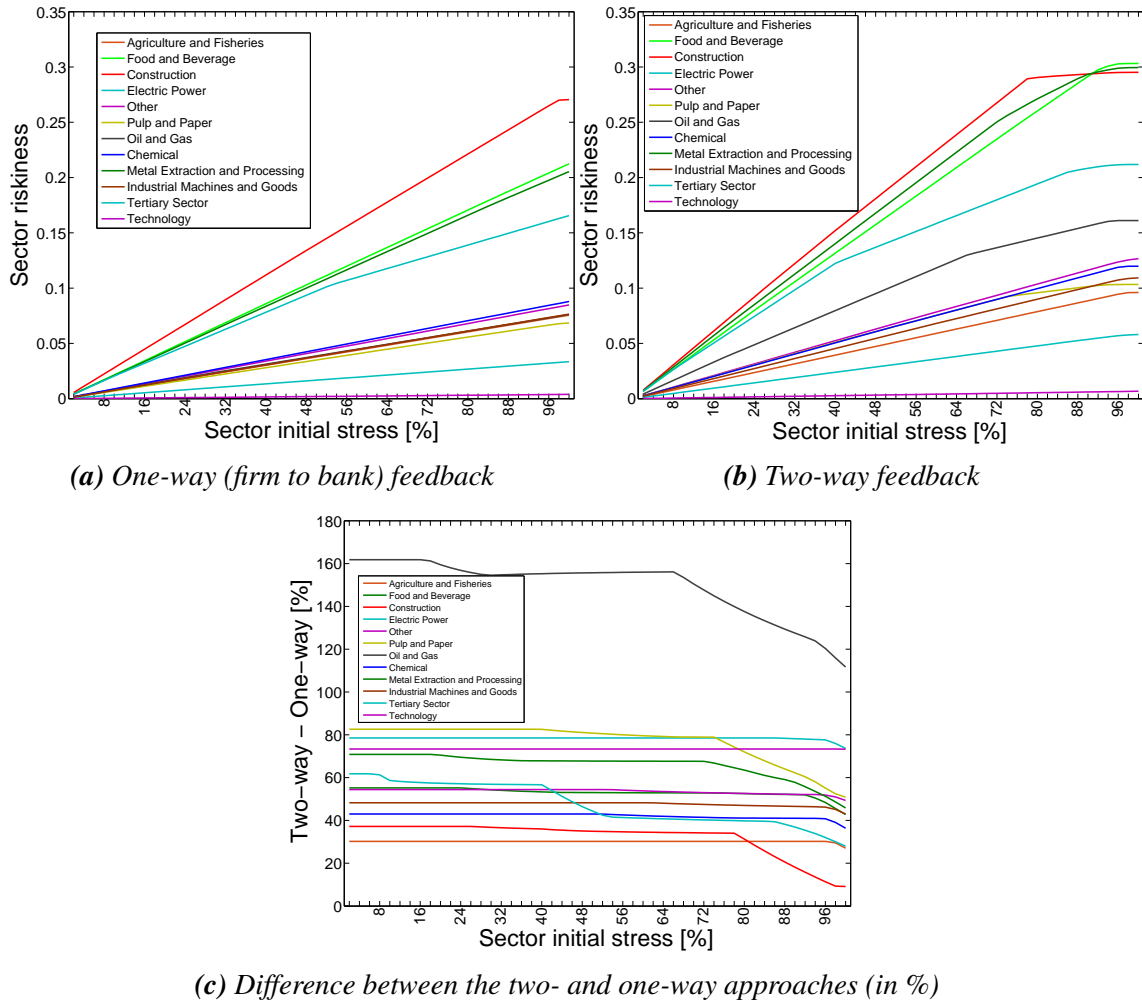 0.35
0.3
0.25
0.2
0.15
0.1
0.05
0
Sector riskiness
Agriculture and Fisheries
Food and Beverage
Construction
Electric Power
Other
Pulp and Paper
Oil and Gas
Chemical
Metal Extraction and Processing
Industrial Machines and Goods
Tertiary Sector
Technology
8 16 24 32 40 48 56 64 72 80 88 96
Sector initial stress [%]
(a) One-way (firm to bank) feedback
0.35
0.3
0.25
0.2
0.15
0.1
0.05
0
Sector riskiness
Agriculture and Fisheries
Food and Beverage
Construction
Electric Power
Other
Pulp and Paper
Oil and Gas
Chemical
Metal Extraction and Processing
Industrial Machines and Goods
Tertiary Sector
Technology
8 16 24 32 40 48 56 64 72 80 88 96
Sector initial stress [%]
(b) Two-way feedback
180
160
140
120
100
80
60
40
20
0
Two−way − One−way [%]
Agriculture and Fisheries
Food and Beverage
Construction
Electric Power
Other
Pulp and Paper
Oil and Gas
Chemical
Metal Extraction and Processing
Industrial Machines and Goods
Tertiary Sector
Technology
8 16 24 32 40 48 56 64 72 80 88 96
Sector initial stress [%]
(c) Difference between the two- and one-way approaches (in %)